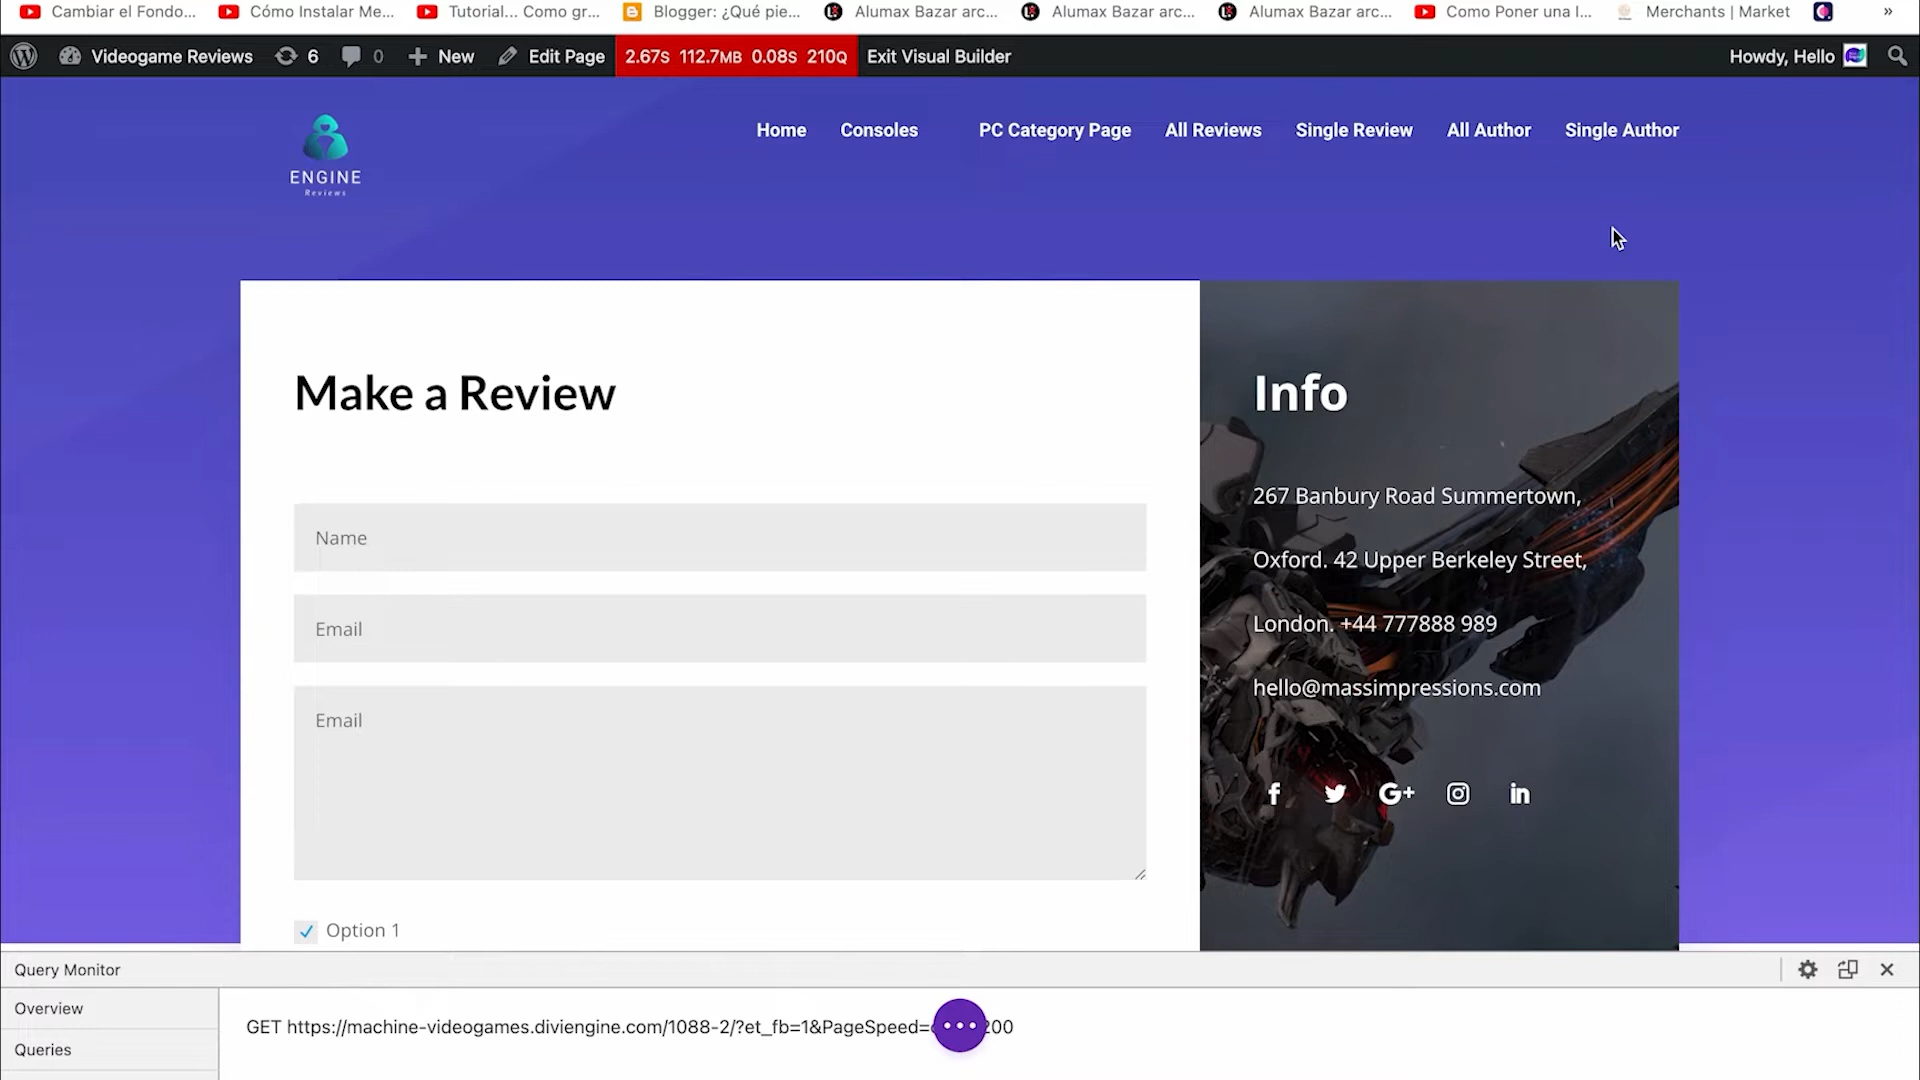 Cambiar el Fondo... Cómo Instalar Me... Tutorial... Como gr... Blogger: ¿Qué pie... Alumax Bazar arc... Alumax Bazar arc... Alumax Bazar arc... Como Poner una I... Merchants | Market »
Videogame Reviews 6 0 New Edit Page 2.67S 112.7MB 0.08S 210Q Exit Visual Builder Howdy, Hello
Home Consoles PC Category Page All Reviews Single Review All Author Single Author
ENGINE
Reviews
Make a Review
Name
Email
Email
Option 1
Info
267 Banbury Road Summertown,
Oxford. 42 Upper Berkeley Street,
London. +44 777888 989
hello@massimpressions.com
Query Monitor
Overview
Queries
GET https://machine-videogames.diviengine.com/1088-2/?et_fb=1&PageSpeed= 00